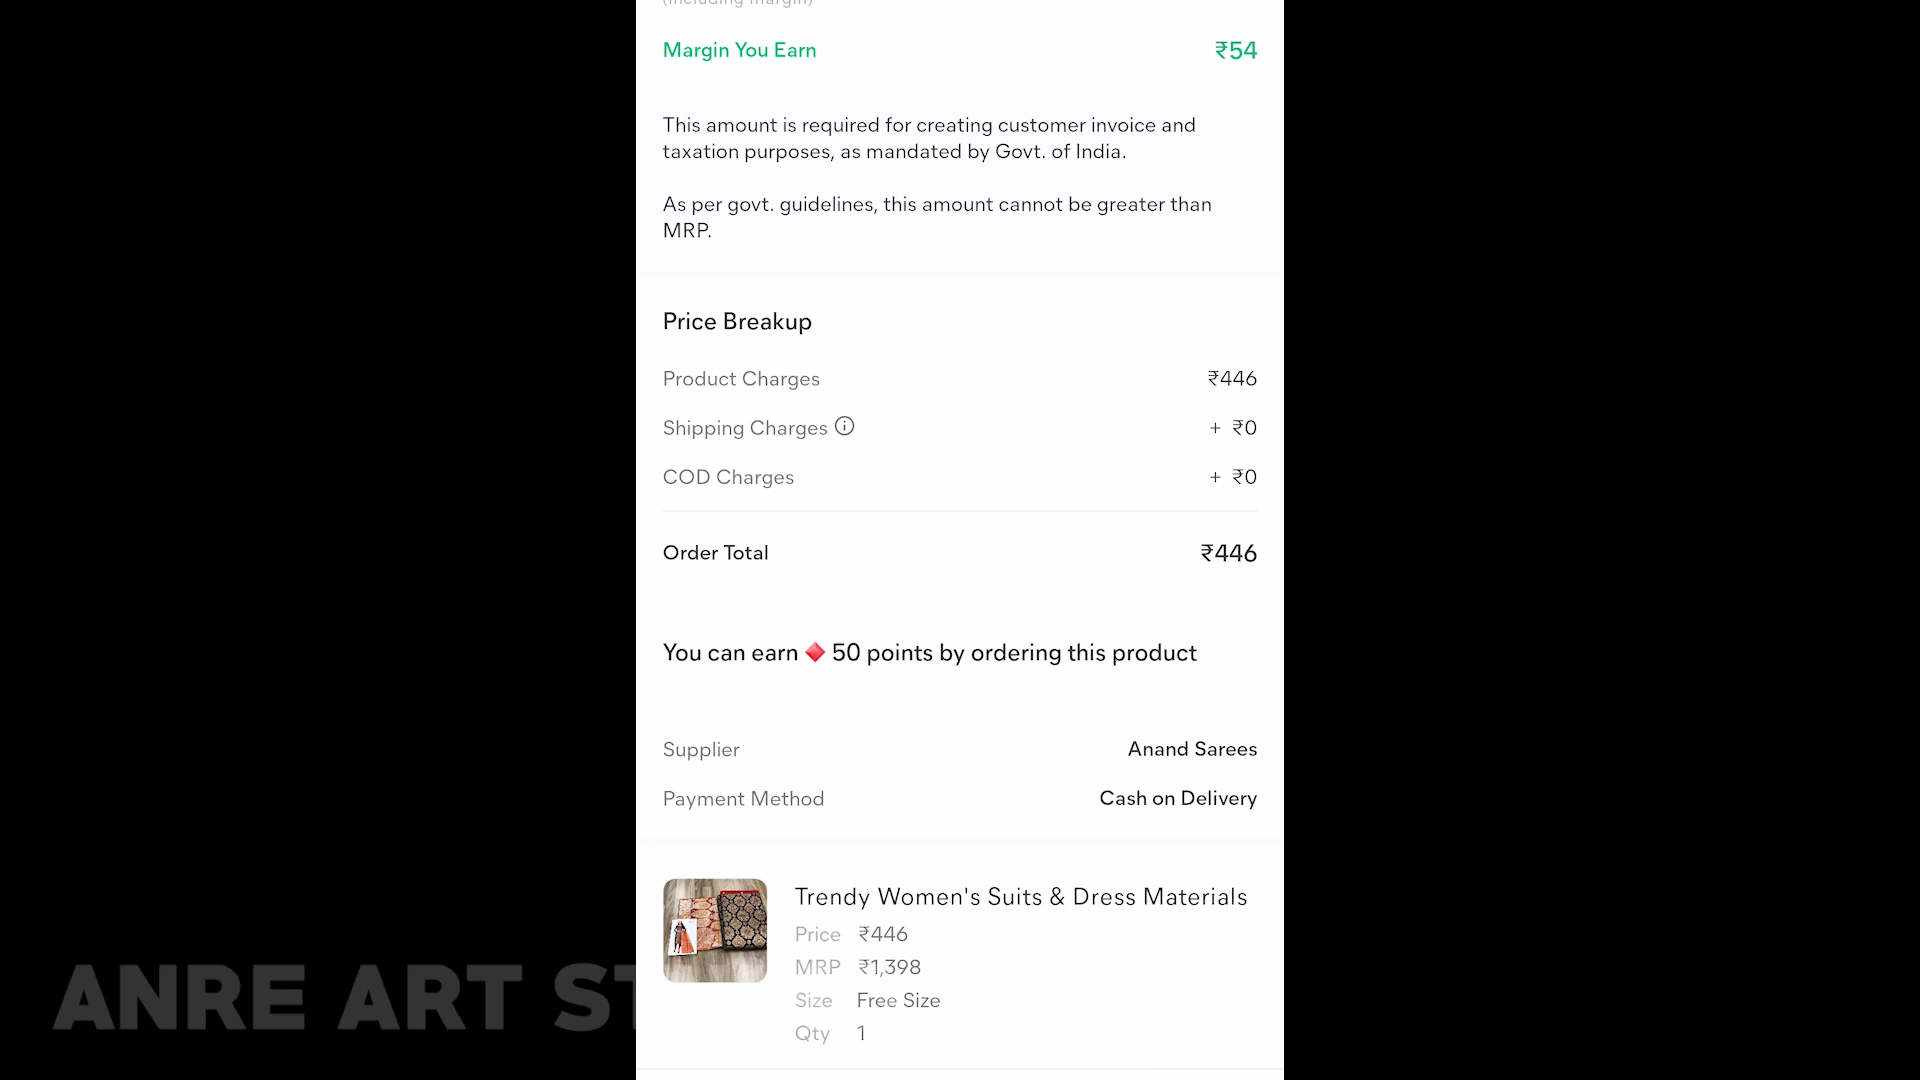 (including margin)
Margin You Earn ₹54
This amount is required for creating customer invoice and
taxation purposes, as mandated by Govt. of India.
As per govt. guidelines, this amount cannot be greater than
MRP.
Price Breakup
Product Charges ₹446
Shipping Charges + ₹0
COD Charges + ₹0
Order Total ₹446
You can earn 50 points by ordering this product
Supplier Anand Sarees
Payment Method Cash on Delivery
Trendy Women's Suits & Dress Materials
Price ₹446
MRP ₹1,398
Size Free Size
Qty 1
ANRE ART ST